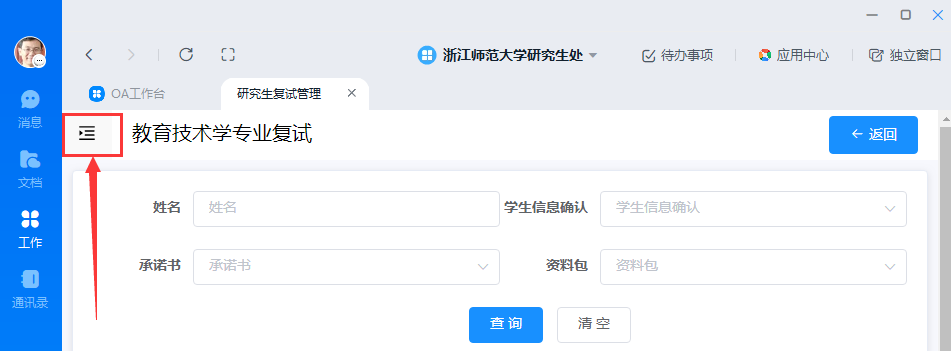 浙江师范大学研究生处
待办事项
应用中心
独立窗口
OA工作台
研究生复试管理
消息
文档
工作
通讯录
教育技术学专业复试
返回
姓名
姓名
学生信息确认
学生信息确认
承诺书
承诺书
资料包
资料包
查 询
清 空